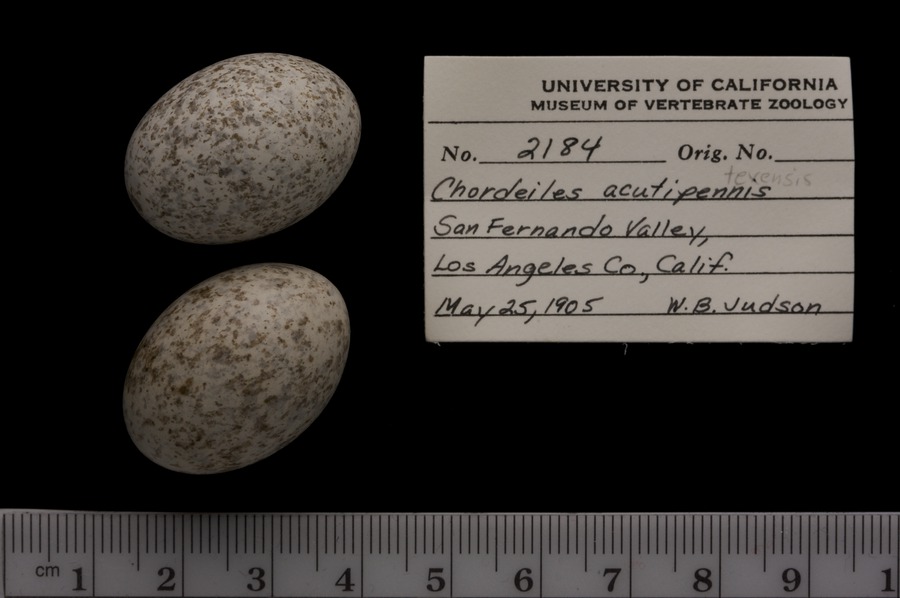 UNIVERSITY OF CALIFORNIA
MUSEUM OF VERTEBRATE ZOOLOGY
No. 2184 Orig. No.
texensis
Chordeiles acutipennis
San Fernando Valley,
Los Angeles Co., Calif.
May 25, 1905 W. B. Judson
cm 1 2 3 4 5 6 7 8 9 1